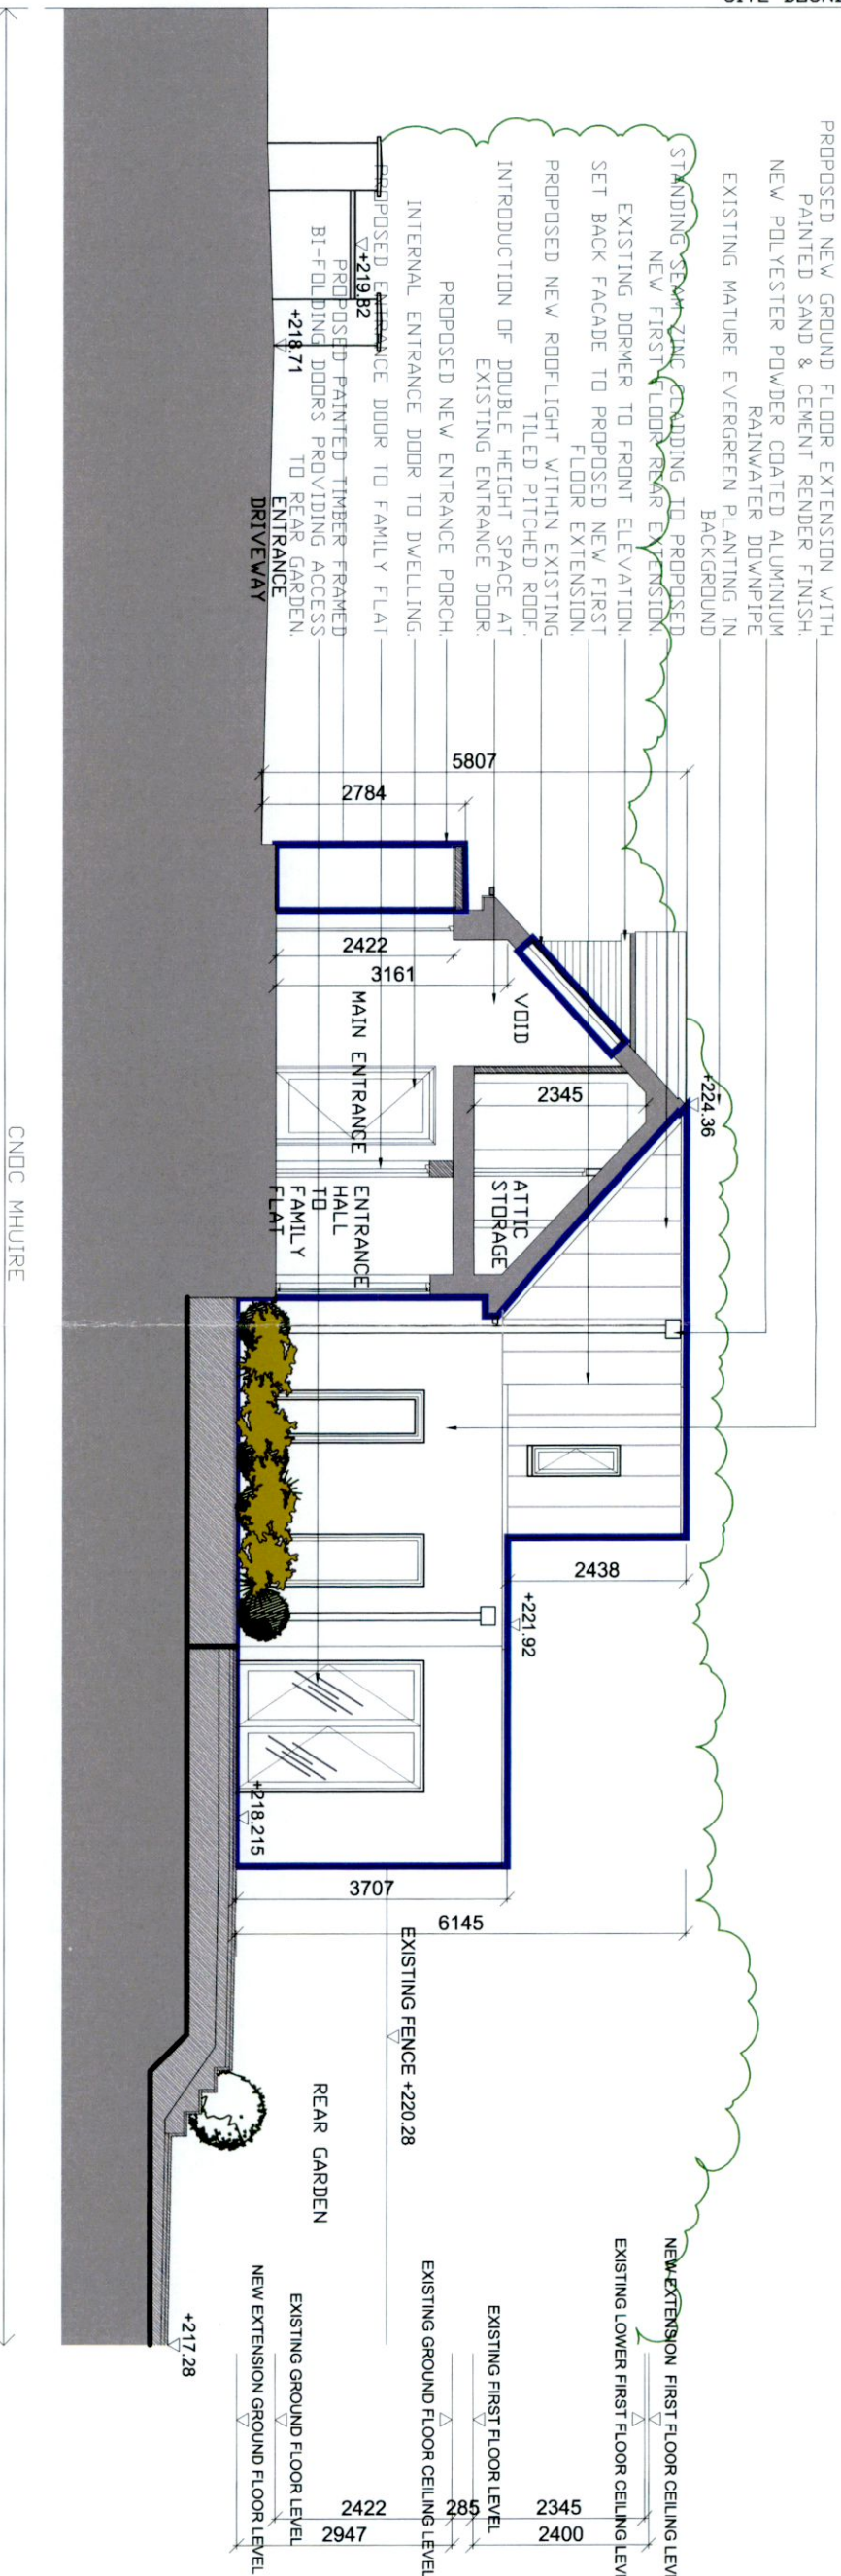 PROPOSED NEW GROUND FLOOR EXTENSION WITH
PAINTED SAND & CEMENT RENDER FINISH.
NEW POLYESTER POWDER COATED ALUMINIUM
RAINWATER DOWNPIPE
EXISTING MATURE EVERGREEN PLANTING IN
BACKGROUND
STANDING SEAM ZINC CLADDING TO PROPOSED
NEW FIRST FLOOR REAR EXTENSION
EXISTING DORMER TO FRONT ELEVATION.
SET BACK FACADE TO PROPOSED NEW FIRST
FLOOR EXTENSION
PROPOSED NEW ROOFLIGHT WITHIN EXISTING
TILED PITCHED ROOF.
INTRODUCTION OF DOUBLE HEIGHT SPACE AT
EXISTING ENTRANCE DOOR.
PROPOSED NEW ENTRANCE PORCH.
INTERNAL ENTRANCE DOOR TO DWELLING.
PROPOSED ENTRANCE DOOR TO FAMILY FLAT
PROPOSED PAINTED TIMBER FRAMED
BI-FOLDING DOORS PROVIDING ACCESS
TO REAR GARDEN.
+219.82
+218.71
ENTRANCE
DRIVEWAY
5807
2784
2422
3161
VOID
MAIN ENTRANCE
2345
+224.36
ATTIC
STORAGE
ENTRANCE
HALL
TO
FAMILY
FLAT
2438
+221.92
+218.215
3707
6145
EXISTING FENCE +220.28
REAR GARDEN
+217.28
NEW EXTENSION FIRST FLOOR CEILING LEV
EXISTING LOWER FIRST FLOOR CEILING LEV
EXISTING FIRST FLOOR LEVEL
EXISTING GROUND FLOOR CEILING LEVEL
EXISTING GROUND FLOOR LEVEL
NEW EXTENSION GROUND FLOOR LEVEL
2345
285
2422
2400
2947
CNOC MHUIRE